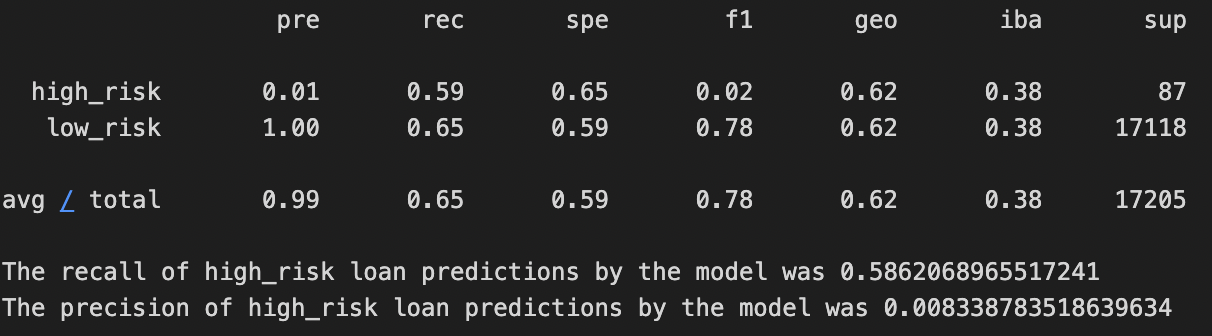 pre rec spe f1 geo iba sup
high_risk 0.01 0.59 0.65 0.02 0.62 0.38 87
low_risk 1.00 0.65 0.59 0.78 0.62 0.38 17118
avg / total 0.99 0.65 0.59 0.78 0.62 0.38 17205
The recall of high_risk loan predictions by the model was 0.5862068965517241
The precision of high_risk loan predictions by the model was 0.008338783518639634